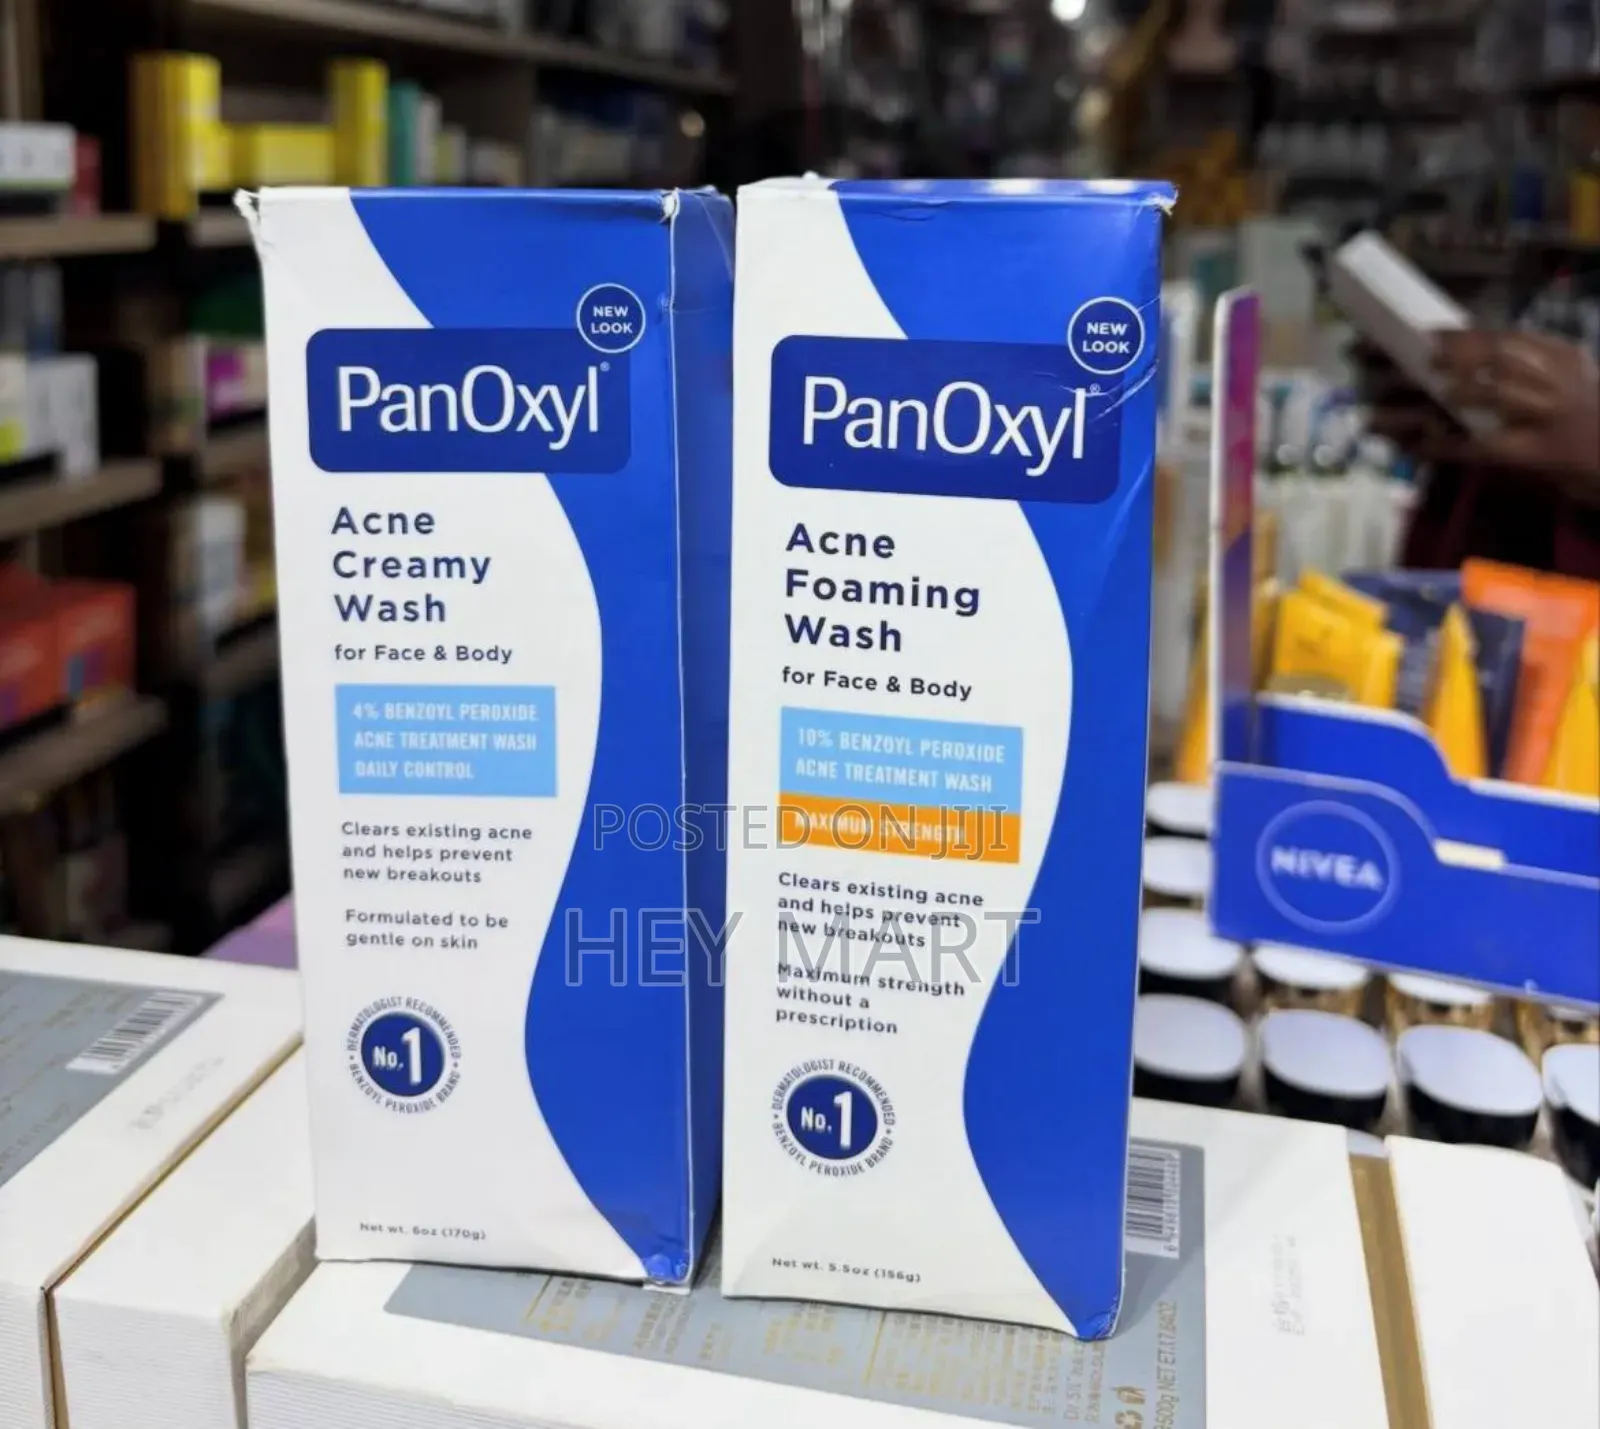 NEW
LOOK
PanOxyl®
Acne
Creamy
Wash
for Face & Body
4% BENZOYL PEROXIDE
ACNE TREATMENT WASH
DAILY CONTROL
Clears existing acne
and helps prevent
new breakouts
Formulated to be
gentle on skin
DERMATOLOGIST RECOMMENDED
No.1
BENZOYL PEROXIDE BRAND
Net wt. 6oz (170g)
NEW
LOOK
PanOxyl®
Acne
Foaming
Wash
for Face & Body
10% BENZOYL PEROXIDE
ACNE TREATMENT WASH
MAXIMUM STRENGTH
Clears existing acne
and helps prevent
new breakouts
Maximum strength
without a
prescription
DERMATOLOGIST RECOMMENDED
No.1
BENZOYL PEROXIDE BRAND
Net wt. 5.5oz (156g)
POSTED ON JIJI
HEY MART
NIVEA